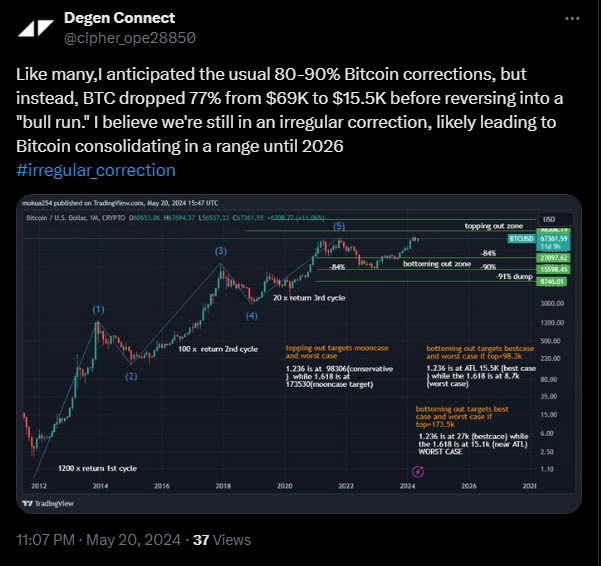 Degen Connect
@cipher_ope28850
Like many,I anticipated the usual 80-90% Bitcoin corrections, but
instead, BTC dropped 77% from $69K to $15.5K before reversing into a
"bull run." I believe we're still in an irregular correction, likely leading to
Bitcoin consolidating in a range until 2026
#irregular_correction
mokua254 published on TradingView.com, May 20, 2024 15:47 UTC
Bitcoin / U.S. Dollar, 1M, CRYPTO O60653.06 H67694.37 L56537.33 C67361.59 +6708.77 (+11.06%)
USD
topping out zone
98306.19
(5)
BTCUSD 67361.59
11d 9h
-84%
27097.62
bottoming out zone
-84%
-90%
15598.45
-91% dump
8746.01
(3)
20 x return 3rd cycle
(4)
3000.00
(1)
1200.00
500.00
100 x return 2nd cycle
220.00
(2)
topping out targets mooncase
and worst case
1.236 is at 98306(conservative
) while 1.618 is at
173530(mooncase target)
bottoming out targets bestcase
and worst case if top=98.3k
1.236 is at ATL 15.5K (best case
) while the 1.618 is at 8.7k
(worst case)
80.00
35.00
15.00
bottoming out targets best
case and worst case if
top=173.5k
1.236 is at 27k (bestcace) while
the 1.618 is at 15.1k (near ATL)
WORST CASE
6.00
2.50
1.10
1200 x return 1st cycle
2012 2014 2016 2018 2020 2022 2024 2026 2028
TradingView
11:07 PM · May 20, 2024 · 37 Views